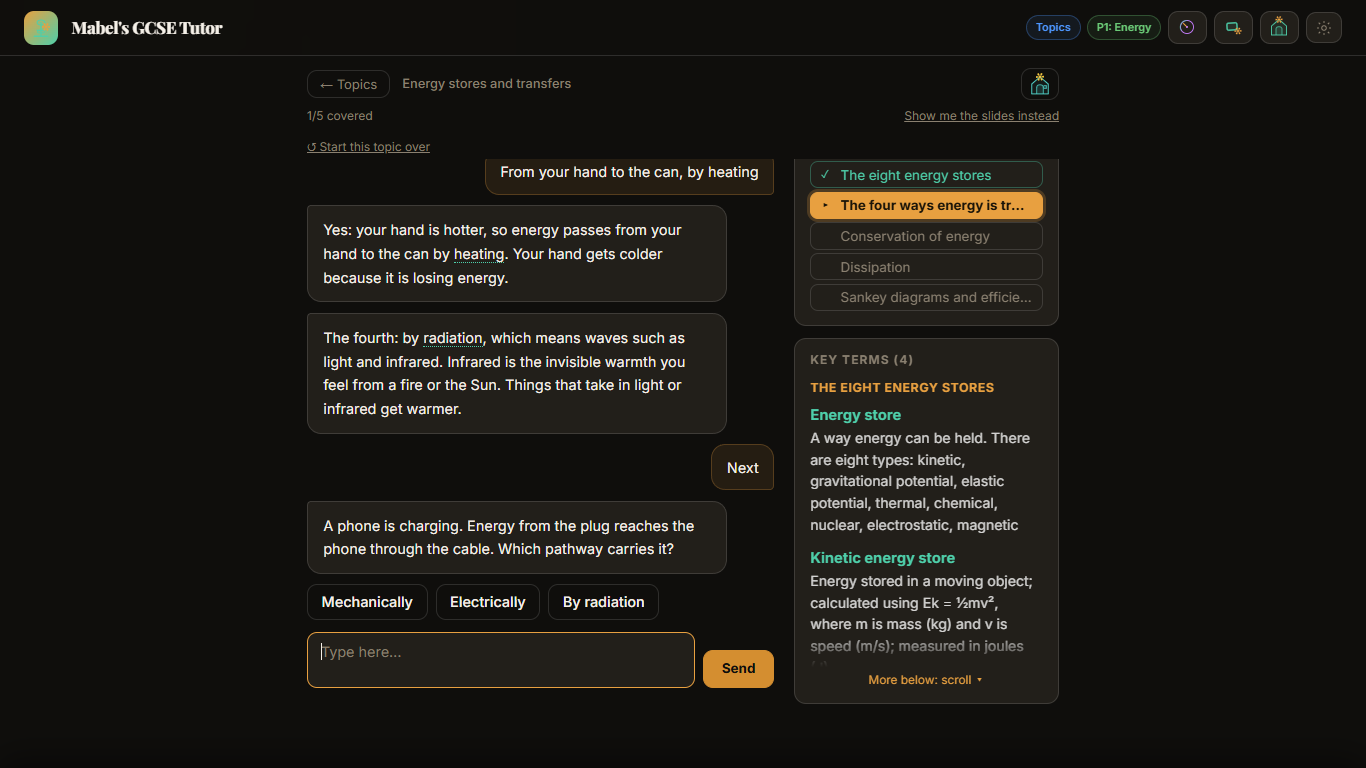 Mabel's GCSE Tutor
Topics
P1: Energy
← Topics
Energy stores and transfers
1/5 covered
Show me the slides instead
↺ Start this topic over
From your hand to the can, by heating
Yes: your hand is hotter, so energy passes from your
hand to the can by heating. Your hand gets colder
because it is losing energy.
The fourth: by radiation, which means waves such as
light and infrared. Infrared is the invisible warmth you
feel from a fire or the Sun. Things that take in light or
infrared get warmer.
Next
A phone is charging. Energy from the plug reaches the
phone through the cable. Which pathway carries it?
Mechanically
Electrically
By radiation
Type here...
Send
✓ The eight energy stores
‣ The four ways energy is tr...
Conservation of energy
Dissipation
Sankey diagrams and efficie...
KEY TERMS (4)
THE EIGHT ENERGY STORES
Energy store
A way energy can be held. There
are eight types: kinetic,
gravitational potential, elastic
potential, thermal, chemical,
nuclear, electrostatic, magnetic
Kinetic energy store
Energy stored in a moving object;
calculated using Ek = ½mv²,
where m is mass (kg) and v is
speed (m/s); measured in joules
More below: scroll ▾